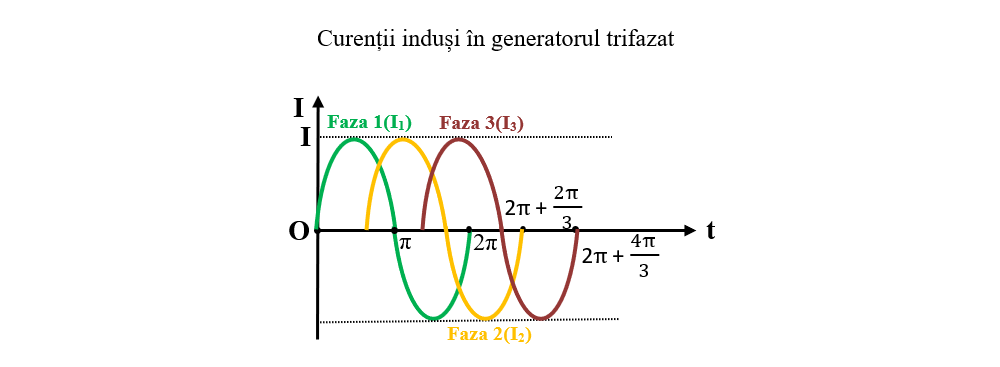 Curenții induși în generatorul trifazat
I
Faza 1(I₁)
Faza 3(I₃)
I
2π + 2π/3
O
π
2π
t
2π + 4π/3
Faza 2(I₂)